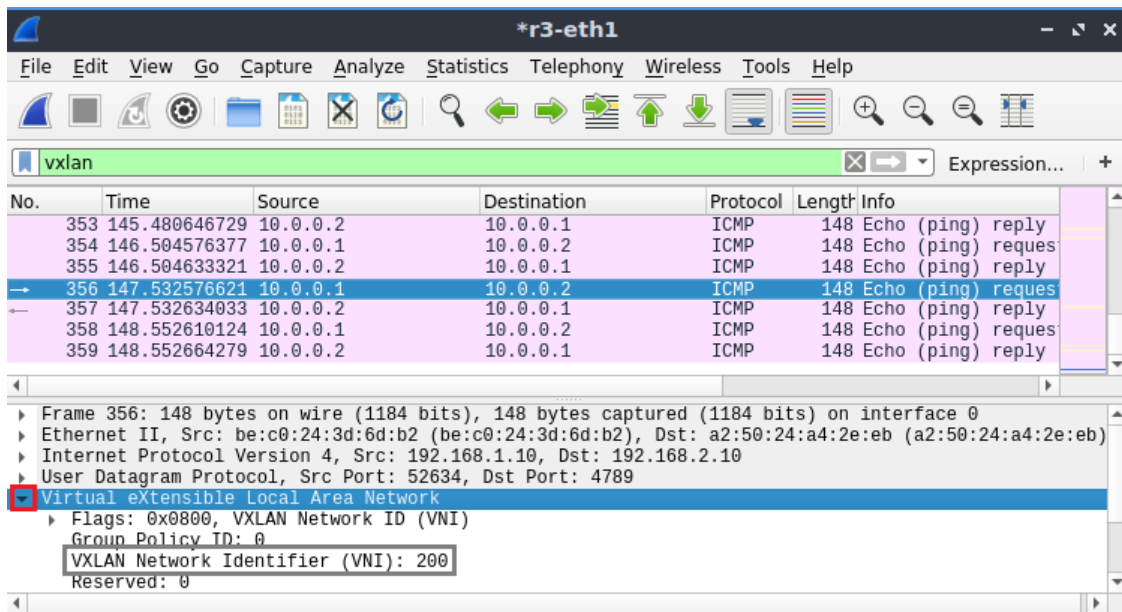 *r3-eth1
File Edit View Go Capture Analyze Statistics Telephony Wireless Tools Help
vxlan Expression... +
No. Time Source Destination Protocol Length Info
353 145.480646729 10.0.0.2 10.0.0.1 ICMP 148 Echo (ping) reply
354 146.504576377 10.0.0.1 10.0.0.2 ICMP 148 Echo (ping) reques
355 146.504633321 10.0.0.2 10.0.0.1 ICMP 148 Echo (ping) reply
356 147.532576621 10.0.0.1 10.0.0.2 ICMP 148 Echo (ping) reques
357 147.532634033 10.0.0.2 10.0.0.1 ICMP 148 Echo (ping) reply
358 148.552610124 10.0.0.1 10.0.0.2 ICMP 148 Echo (ping) reques
359 148.552664279 10.0.0.2 10.0.0.1 ICMP 148 Echo (ping) reply
Frame 356: 148 bytes on wire (1184 bits), 148 bytes captured (1184 bits) on interface 0
Ethernet II, Src: be:c0:24:3d:6d:b2 (be:c0:24:3d:6d:b2), Dst: a2:50:24:a4:2e:eb (a2:50:24:a4:2e:eb)
Internet Protocol Version 4, Src: 192.168.1.10, Dst: 192.168.2.10
User Datagram Protocol, Src Port: 52634, Dst Port: 4789
Virtual eXtensible Local Area Network
Flags: 0x0800, VXLAN Network ID (VNI)
Group Policy ID: 0
VXLAN Network Identifier (VNI): 200
Reserved: 0